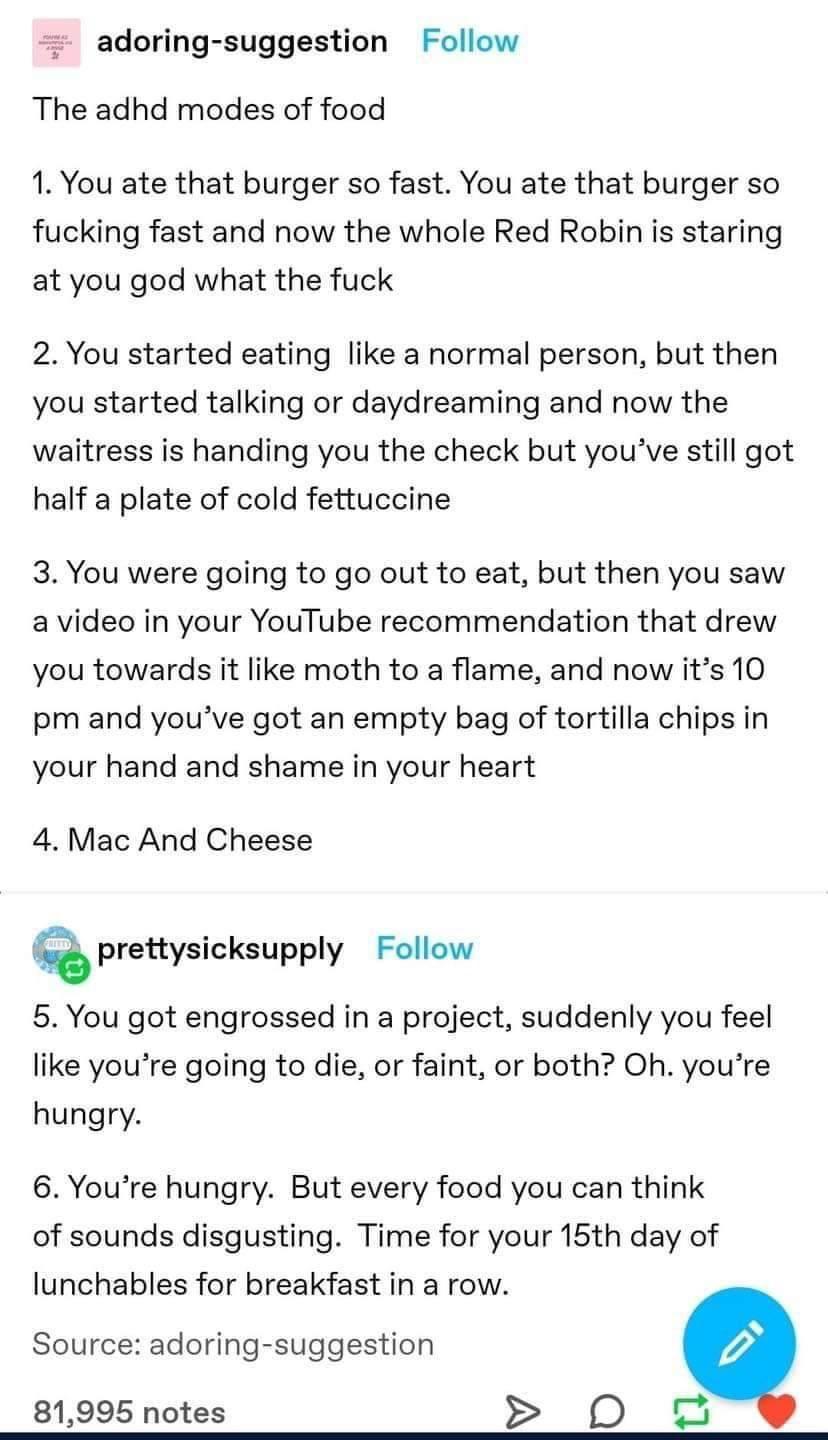 adoring-suggestion Follow
The adhd modes of food
1. You ate that burger so fast. You ate that burger so
fucking fast and now the whole Red Robin is staring
at you god what the fuck
2. You started eating  like a normal person, but then
you started talking or daydreaming and now the
waitress is handing you the check but you’ve still got
half a plate of cold fettuccine
3. You were going to go out to eat, but then you saw
a video in your YouTube recommendation that drew
you towards it like moth to a flame, and now it’s 10
pm and you’ve got an empty bag of tortilla chips in
your hand and shame in your heart
4. Mac And Cheese
prettysicksupply Follow
5. You got engrossed in a project, suddenly you feel
like you’re going to die, or faint, or both? Oh. you’re
hungry.
6. You’re hungry.  But every food you can think
of sounds disgusting.  Time for your 15th day of
lunchables for breakfast in a row.
Source: adoring-suggestion
81,995 notes